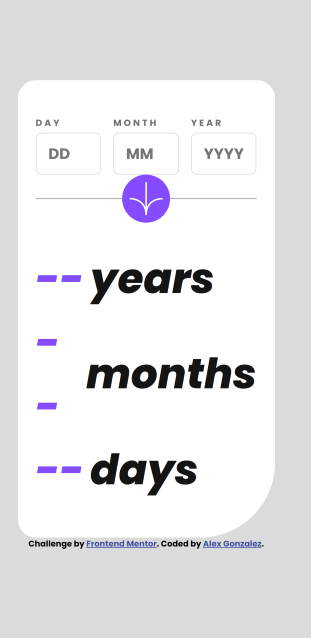 DAY MONTH YEAR
DD MM YYYY
-- years
-
- months
-- days
Challenge by Frontend Mentor. Coded by Alex Gonzalez.